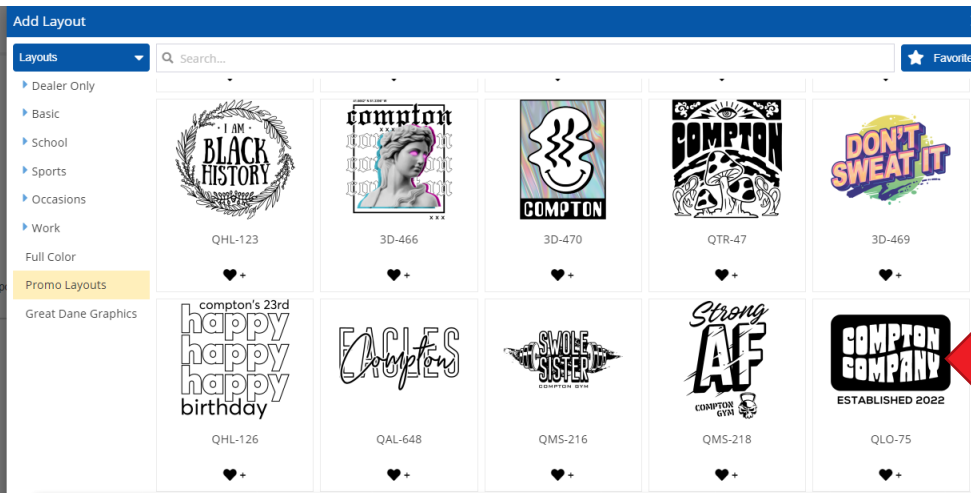 Add Layout
Layouts
Search...
Favorite
Dealer Only
Basic
School
Sports
Occasions
Work
Full Color
Promo Layouts
Great Dane Graphics
· I AM ·
BLACK
HISTORY
QHL-123
+
compton
XXX
XXX
3D-466
+
COMPTON
3D-470
+
COMPTON
QTR-47
+
DON'T
SWEAT IT
3D-469
+
compton's 23rd
happy
happy
happy
birthday
QHL-126
+
EAGLES
Compton
QAL-648
+
SWOLE
SISTER
COMPTON GYM
QMS-216
+
Strong
AF
COMPTON
GYM
QMS-218
+
COMPTON
COMPANY
ESTABLISHED 2022
QLO-75
+